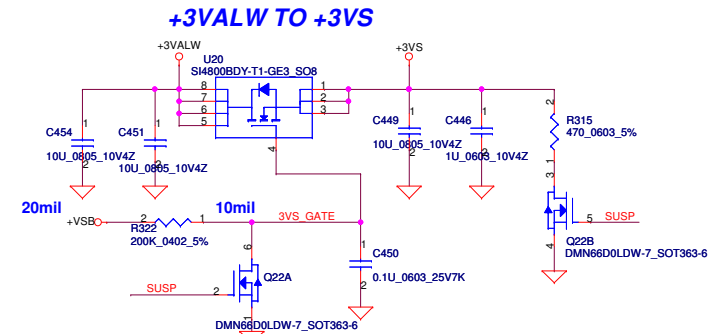 +3VALW TO +3VS
+3VALW
+3VS
U20
SI4800BDY-T1-GE3_SO8
8
7
6
5
1
2
3
4
C454
1
2
10U_0805_10V4Z
C451
1
2
10U_0805_10V4Z
C449
1
2
10U_0805_10V4Z
C446
1
2
1U_0603_10V4Z
2
R315
470_0603_5%
1
20mil
10mil
+VSB
2
1
R322
200K_0402_5%
3VS_GATE
3
5
SUSP
4
Q22B
DMN66D0LDW-7_SOT363-6
6
Q22A
SUSP
2
1
DMN66D0LDW-7_SOT363-6
1
C450
0.1U_0603_25V7K
2